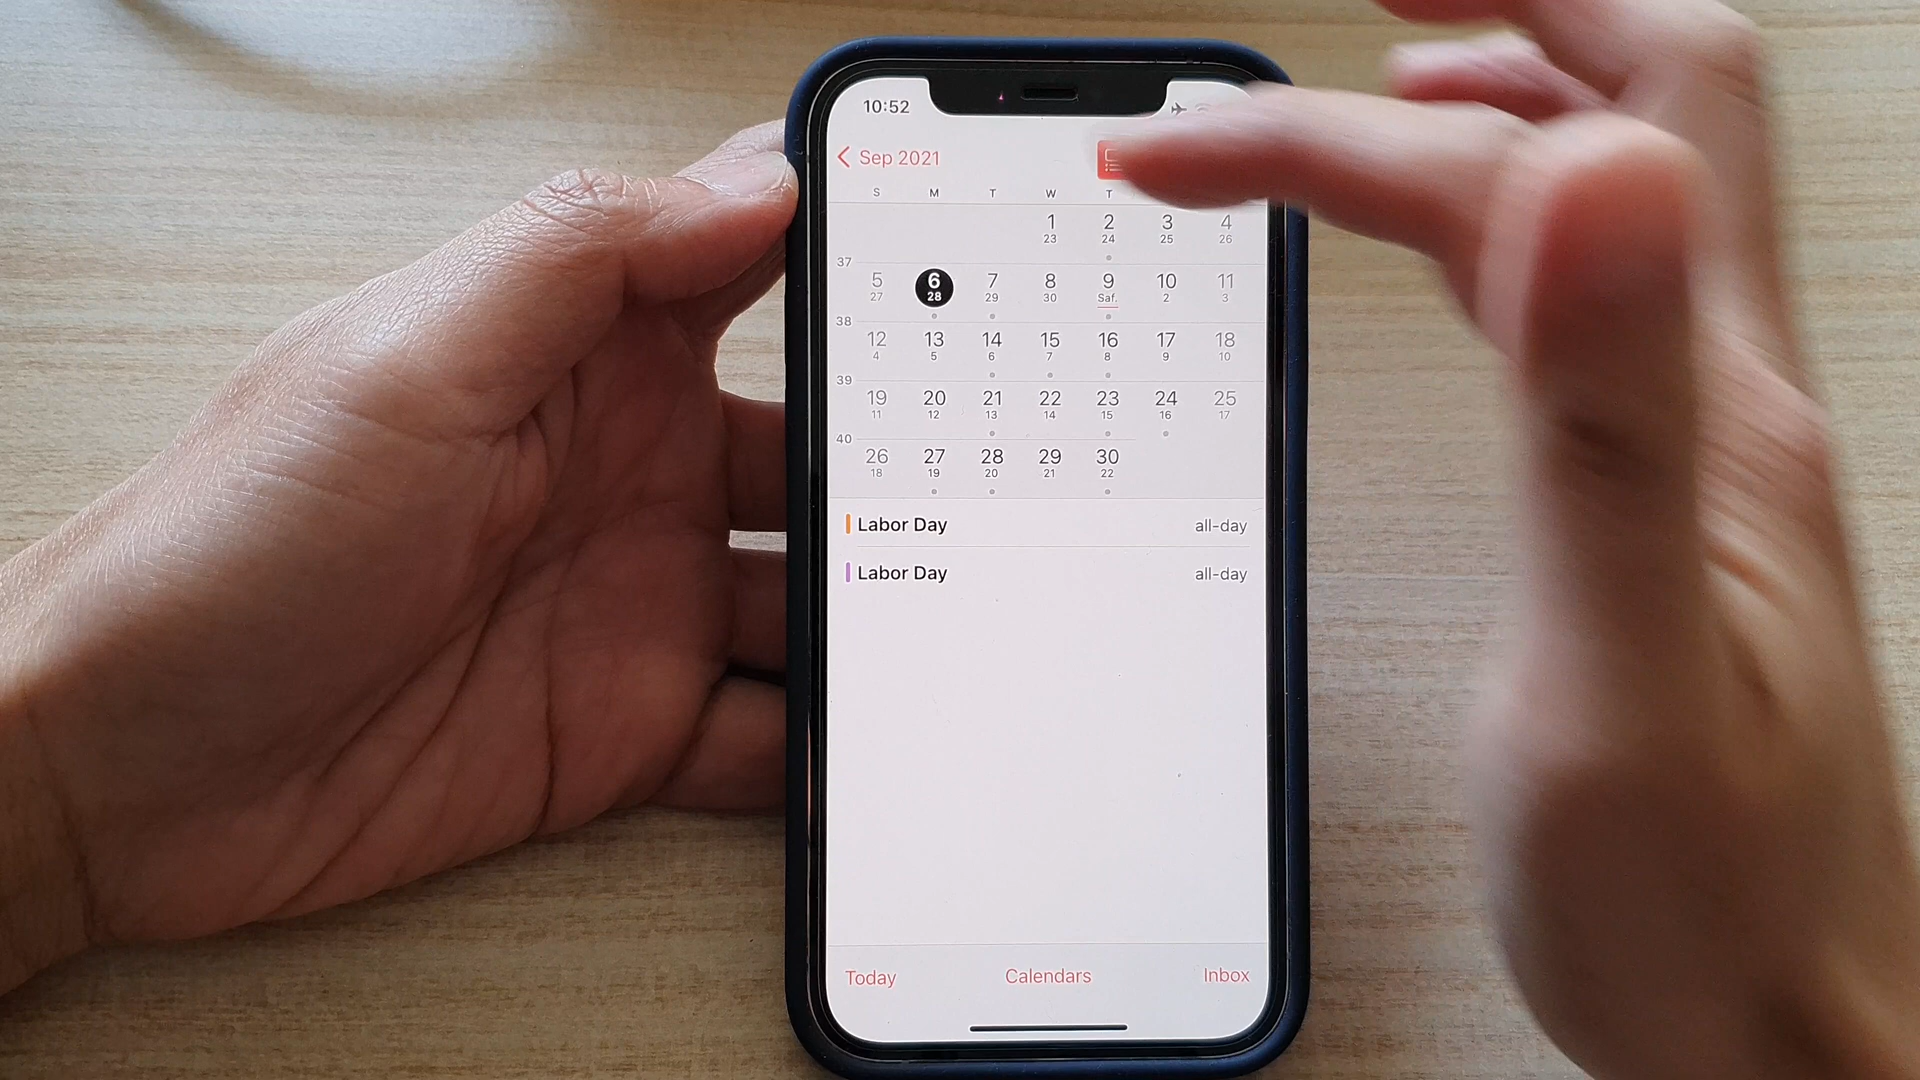 10:52
Sep 2021
S M T W T
1 2 3 4
23 24 25 26
37
5 6 7 8 9 10 11
27 28 29 30 Saf. 2 3
38
12 13 14 15 16 17 18
4 5 6 7 8 9 10
39
19 20 21 22 23 24 25
11 12 13 14 15 16 17
40
26 27 28 29 30
18 19 20 21 22
Labor Day all-day
Labor Day all-day
Today Calendars Inbox